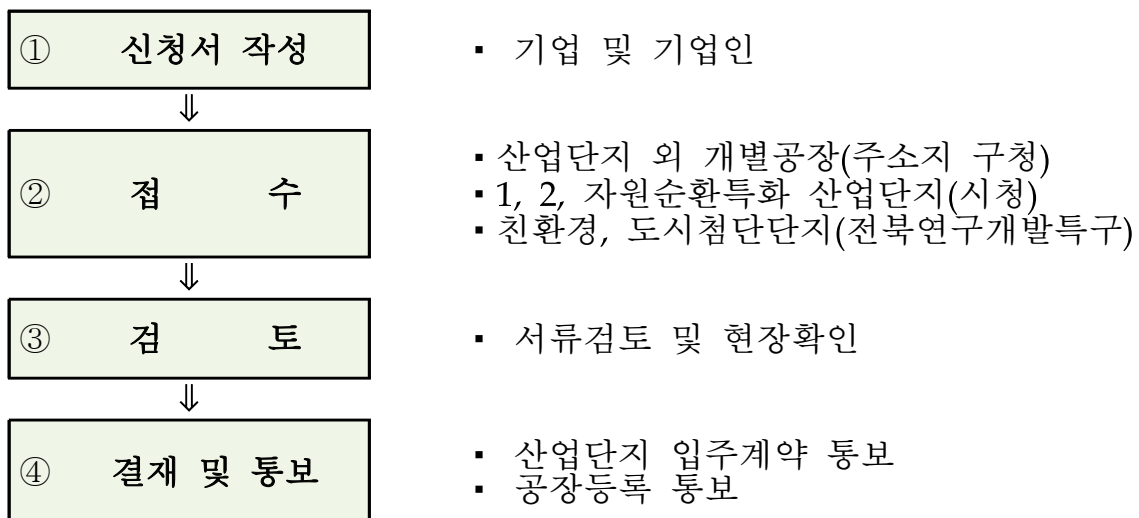 ① 신청서 작성
▪ 기업 및 기업인
⇓
② 접 수
▪ 산업단지 외 개별공장(주소지 구청)
▪ 1, 2, 자원순환특화 산업단지(시청)
▪ 친환경, 도시첨단단지(전북연구개발특구)
⇓
③ 검 토
▪ 서류검토 및 현장확인
⇓
④ 결재 및 통보
▪ 산업단지 입주계약 통보
▪ 공장등록 통보